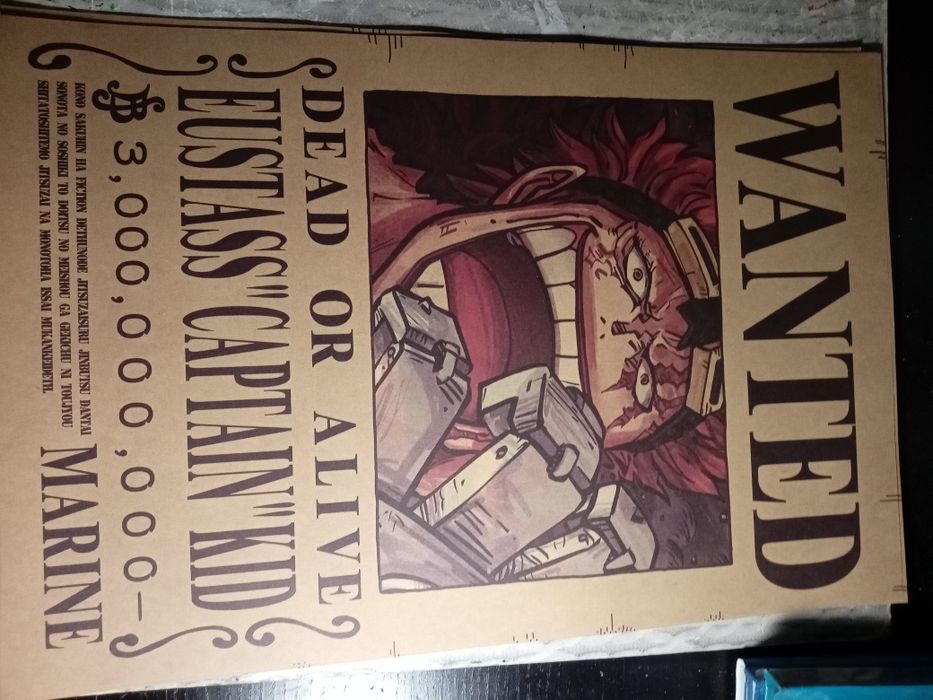 WANTED
DEAD OR ALIVE
EUSTASS"CAPTAIN"KID
฿3,000,000,000-
KONO SAKUHIN HA FICTION DETHUNODE JITSUZAISURU JINBUTSU DANTAI
SONOTA NO SOSHIKI TO DOITSU NO MEISHOU GA GEKICHU NI TOUJYOU
SHITATOSHITEMO JITSUZAI NA MONOTOHA ISSAI MUKANKEIDETH.
MARINE